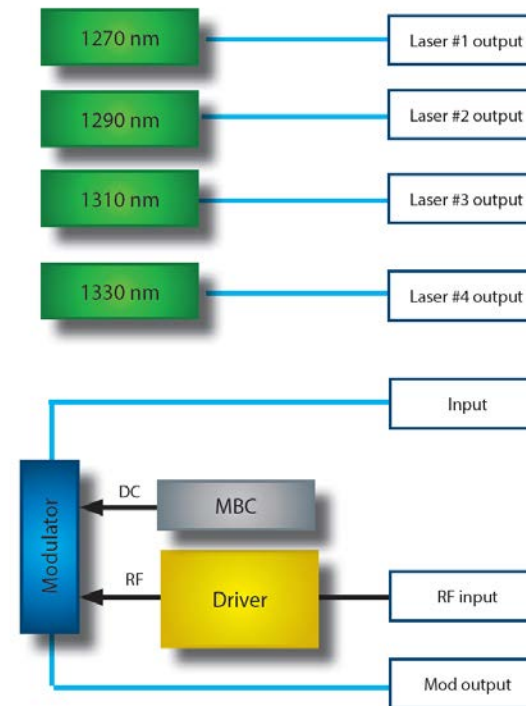 1270 nm
Laser #1 output
1290 nm
Laser #2 output
1310 nm
Laser #3 output
1330 nm
Laser #4 output
Input
DC
MBC
Modulator
RF
Driver
RF input
Mod output